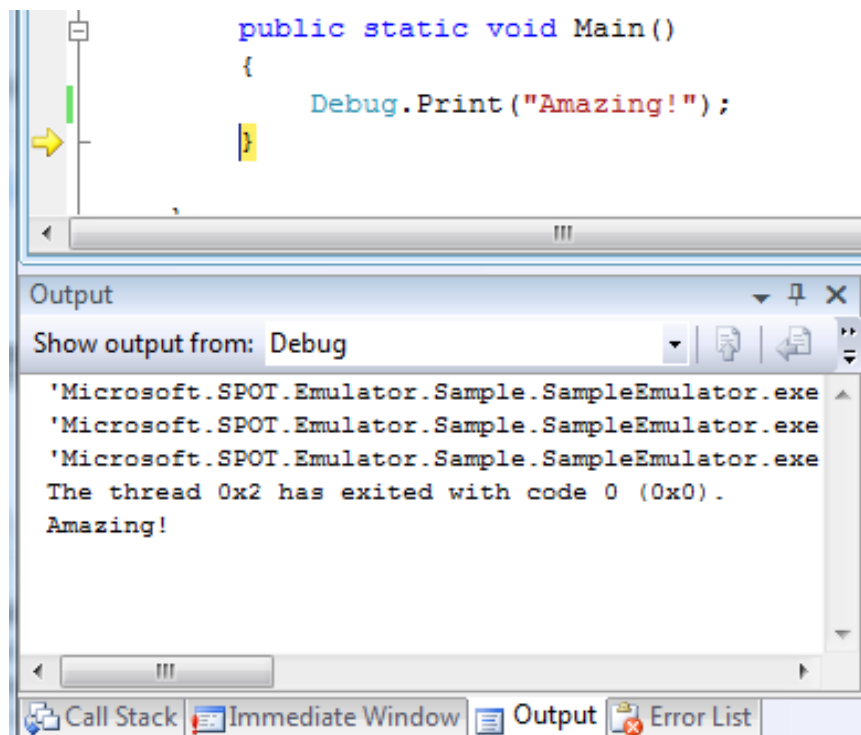 public static void Main()
{
Debug.Print("Amazing!");
}
Output
Show output from: Debug
'Microsoft.SPOT.Emulator.Sample.SampleEmulator.exe
'Microsoft.SPOT.Emulator.Sample.SampleEmulator.exe
'Microsoft.SPOT.Emulator.Sample.SampleEmulator.exe
The thread 0x2 has exited with code 0 (0x0).
Amazing!
Call Stack Immediate Window Output Error List